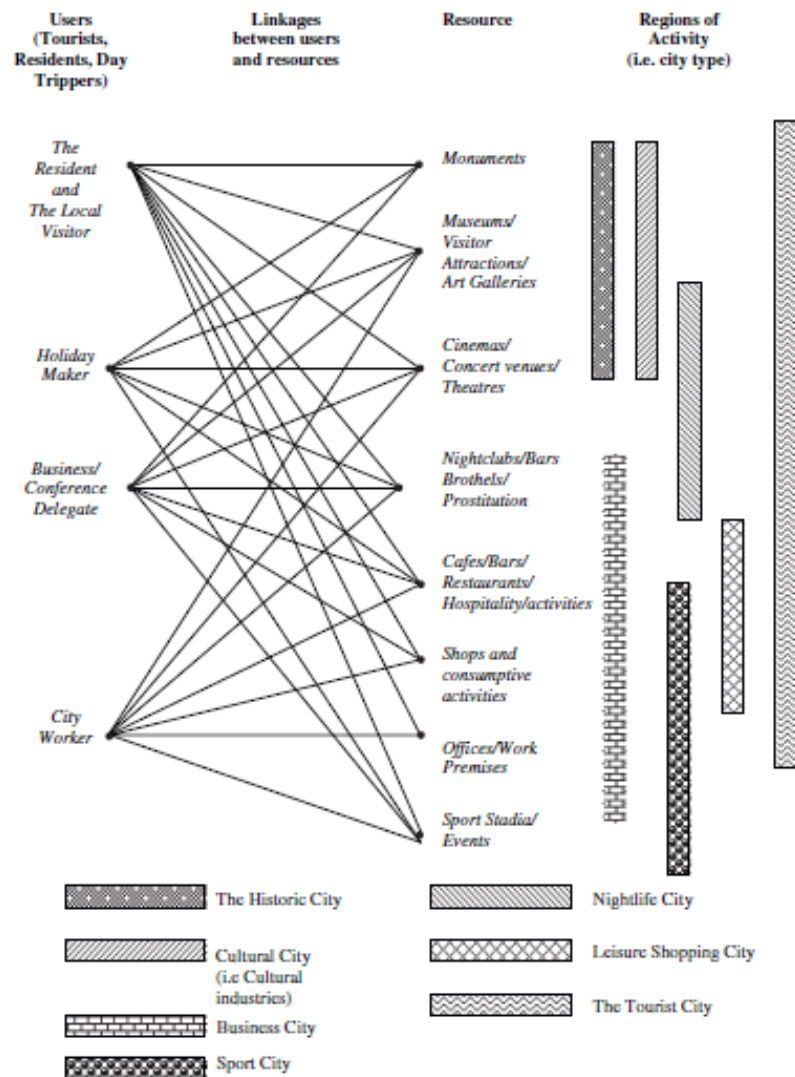 Users
(Tourists,
Residents, Day
Trippers)
Linkages
between users
and resources
Resource
Regions of
Activity
(i.e. city type)
The
Resident
and
The Local
Visitor
Holiday
Maker
Business/
Conference
Delegate
City
Worker
Monuments
Museums/
Visitor
Attractions/
Art Galleries
Cinemas/
Concert venues/
Theatres
Nightclubs/Bars
Brothels/
Prostitution
Cafes/Bars/
Restaurants/
Hospitality/activities
Shops and
consumptive
activities
Offices/Work
Premises
Sport Stadia/
Events
The Historic City
Cultural City
(i.e Cultural
industries)
Business City
Sport City
Nightlife City
Leisure Shopping City
The Tourist City